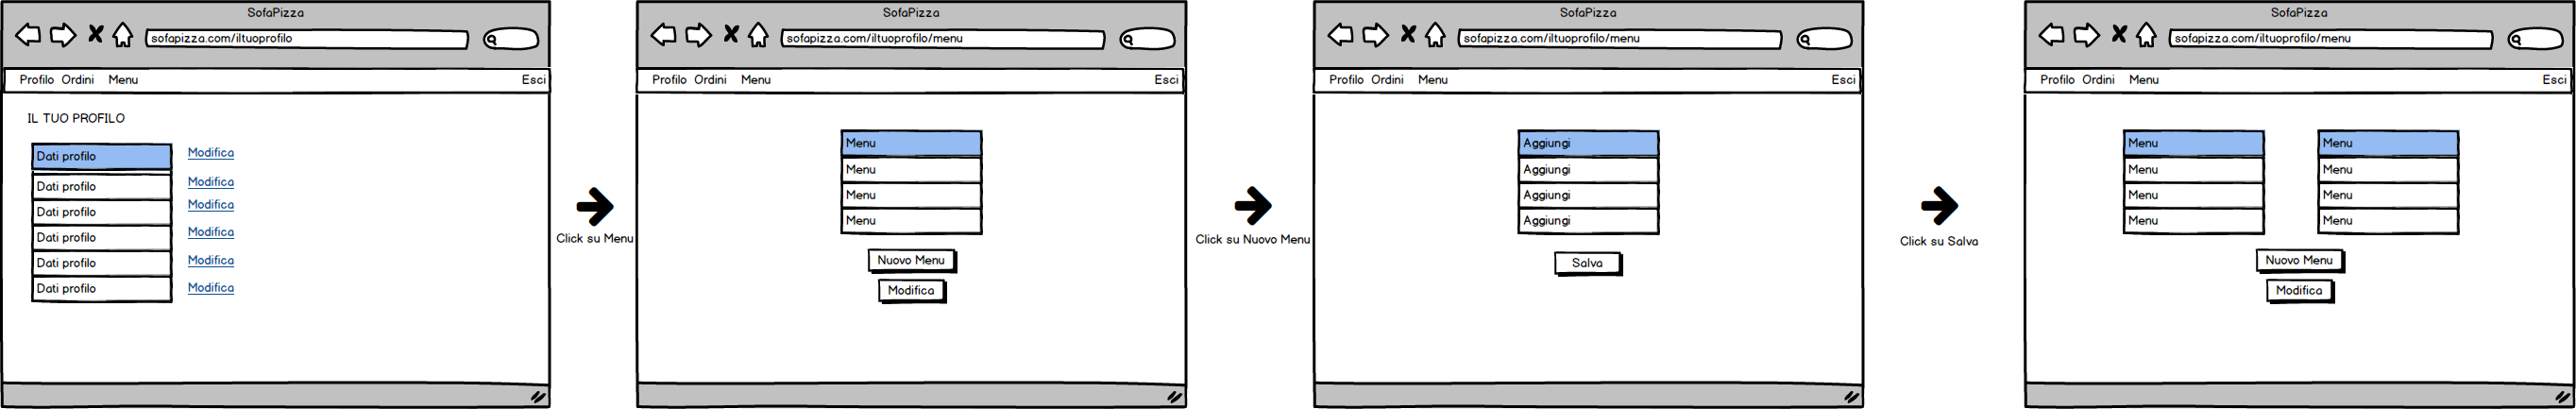 SofaPizza
sofapizza.com/iltuoprofilo
Profilo Ordini Menu Esci
IL TUO PROFILO
Dati profilo Modifica
Dati profilo Modifica
Dati profilo Modifica
Dati profilo Modifica
Dati profilo Modifica
Dati profilo Modifica
Click su Menu
SofaPizza
sofapizza.com/iltuoprofilo/menu
Profilo Ordini Menu Esci
Menu
Menu
Menu
Menu
Nuovo Menu
Modifica
Click su Nuovo Menu
SofaPizza
sofapizza.com/iltuoprofilo/menu
Profilo Ordini Menu Esci
Aggiungi
Aggiungi
Aggiungi
Aggiungi
Salva
Click su Salva
SofaPizza
sofapizza.com/iltuoprofilo/menu
Profilo Ordini Menu Esci
Menu Menu
Menu Menu
Menu Menu
Menu Menu
Nuovo Menu
Modifica